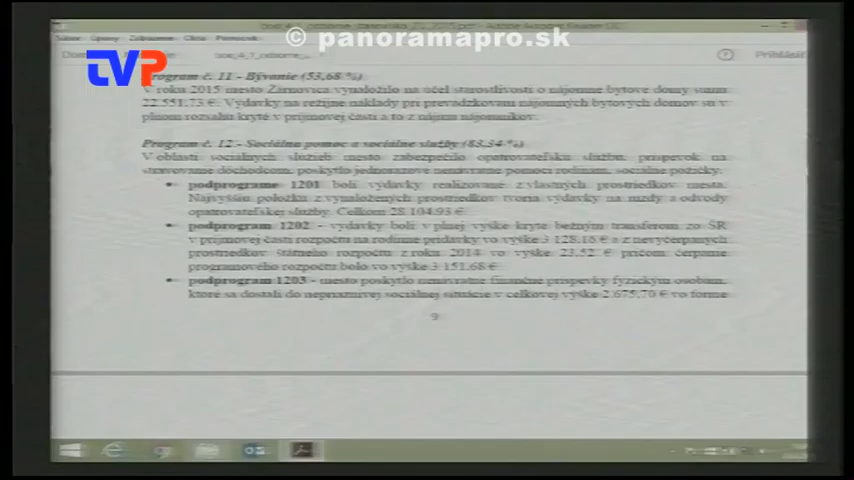 © panoramapro.sk
Úpravy Zobrazenie Okná Pomocník
TVP
Program č. 11 - Bývanie (53,68 %)
V roku 2015 mesto Žarnovica vynaložilo na účel starostlivosti o nájomné bytové domy sumu
22.551,73 €. Výdavky na režijné náklady pri prevádzkovaní nájomných bytových domov sú v
plnom rozsahu kryté v príjmovej časti a to z nájmu nájomníkov.
Program č. 12 - Sociálna pomoc a sociálne služby (83,34 %)
V oblasti sociálnych služieb mesto zabezpečilo opatrovateľskú službu, príspevok na
stravovanie dôchodcom, poskytlo jednorazové nenávratné pomoci rodinám, sociálne pôžičky.
• podprograme 1201 boli výdavky realizované z vlastných prostriedkov mesta.
Najvyššiu položku z vynaložených prostriedkov tvoria výdavky na mzdy a odvody
opatrovateľskej služby. Celkom 28 104,93 €.
• podprogram 1202 - výdavky boli v plnej výške kryté bežným transferom zo ŠR
v príjmovej časti rozpočtu na rodinné prídavky vo výške 3 128,16 € a z nevyčerpaných
prostriedkov štátneho rozpočtu z roku 2014 vo výške 23,52 € pričom čerpanie
programového rozpočtu bolo vo výške 3 151,68 €
• podprogram 1203 - mesto poskytlo nenávratné finančné príspevky fyzickým osobám,
ktoré sa dostali do nepriaznivej sociálnej situácie v celkovej výške 2.675,70 € vo forme
9